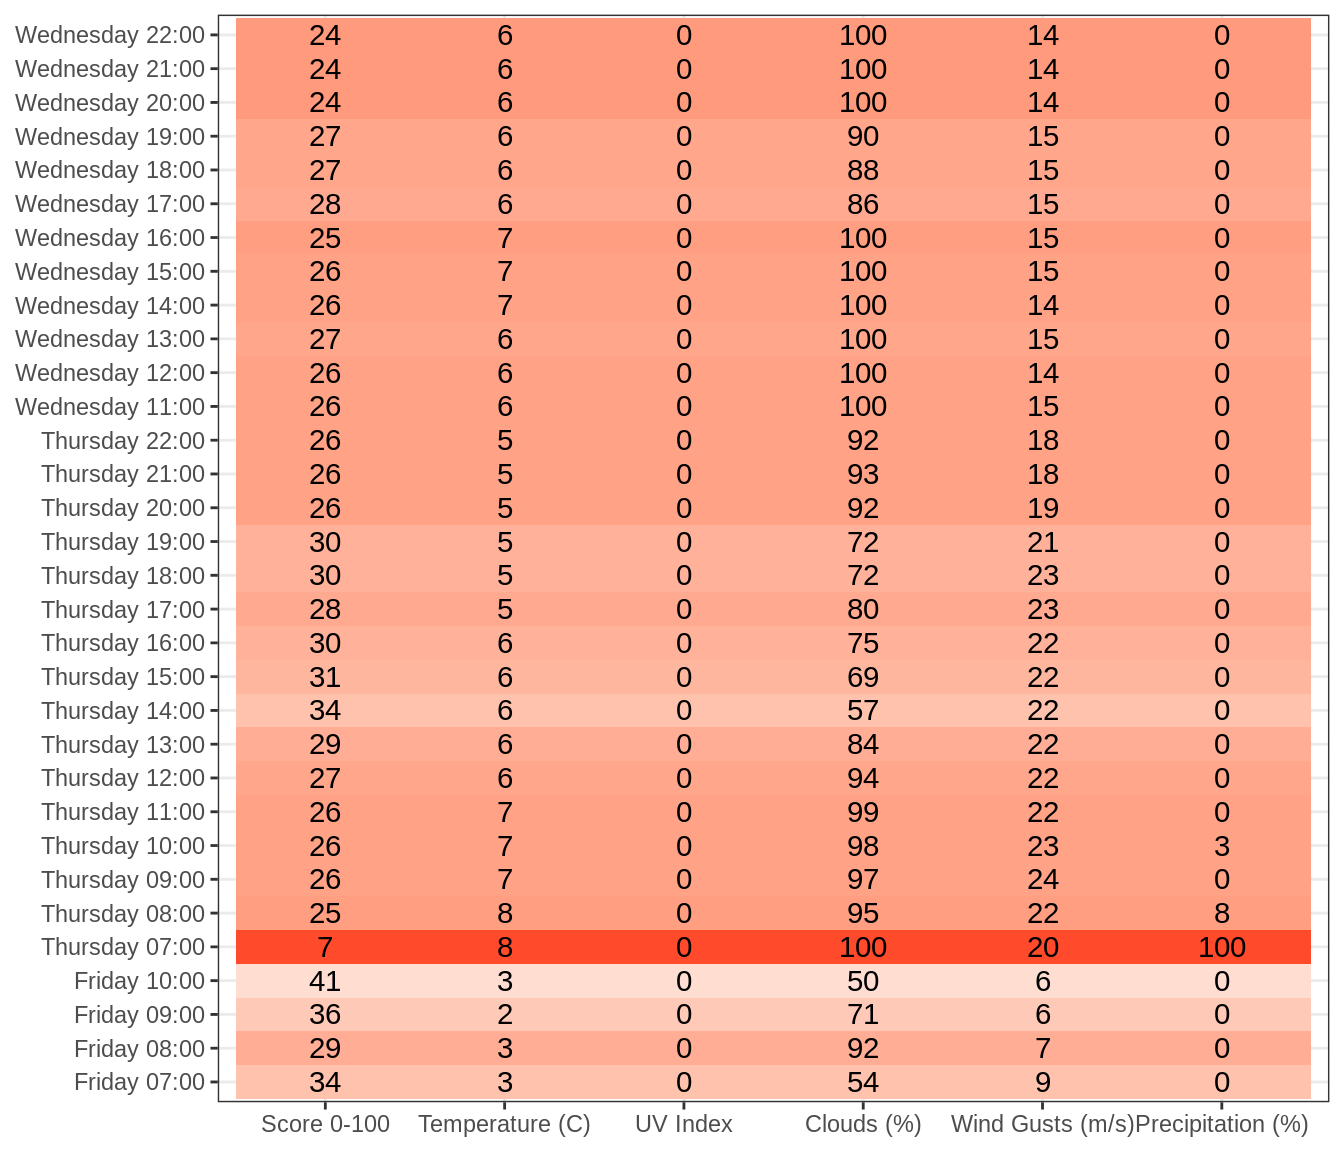 Wednesday 22:00 24 6 0 100 14 0
Wednesday 21:00 24 6 0 100 14 0
Wednesday 20:00 24 6 0 100 14 0
Wednesday 19:00 27 6 0 90 15 0
Wednesday 18:00 27 6 0 88 15 0
Wednesday 17:00 28 6 0 86 15 0
Wednesday 16:00 25 7 0 100 15 0
Wednesday 15:00 26 7 0 100 15 0
Wednesday 14:00 26 7 0 100 14 0
Wednesday 13:00 27 6 0 100 15 0
Wednesday 12:00 26 6 0 100 14 0
Wednesday 11:00 26 6 0 100 15 0
Thursday 22:00 26 5 0 92 18 0
Thursday 21:00 26 5 0 93 18 0
Thursday 20:00 26 5 0 92 19 0
Thursday 19:00 30 5 0 72 21 0
Thursday 18:00 30 5 0 72 23 0
Thursday 17:00 28 5 0 80 23 0
Thursday 16:00 30 6 0 75 22 0
Thursday 15:00 31 6 0 69 22 0
Thursday 14:00 34 6 0 57 22 0
Thursday 13:00 29 6 0 84 22 0
Thursday 12:00 27 6 0 94 22 0
Thursday 11:00 26 7 0 99 22 0
Thursday 10:00 26 7 0 98 23 3
Thursday 09:00 26 7 0 97 24 0
Thursday 08:00 25 8 0 95 22 8
Thursday 07:00 7 8 0 100 20 100
Friday 10:00 41 3 0 50 6 0
Friday 09:00 36 2 0 71 6 0
Friday 08:00 29 3 0 92 7 0
Friday 07:00 34 3 0 54 9 0
Score 0-100 Temperature (C) UV Index Clouds (%) Wind Gusts (m/s) Precipitation (%)